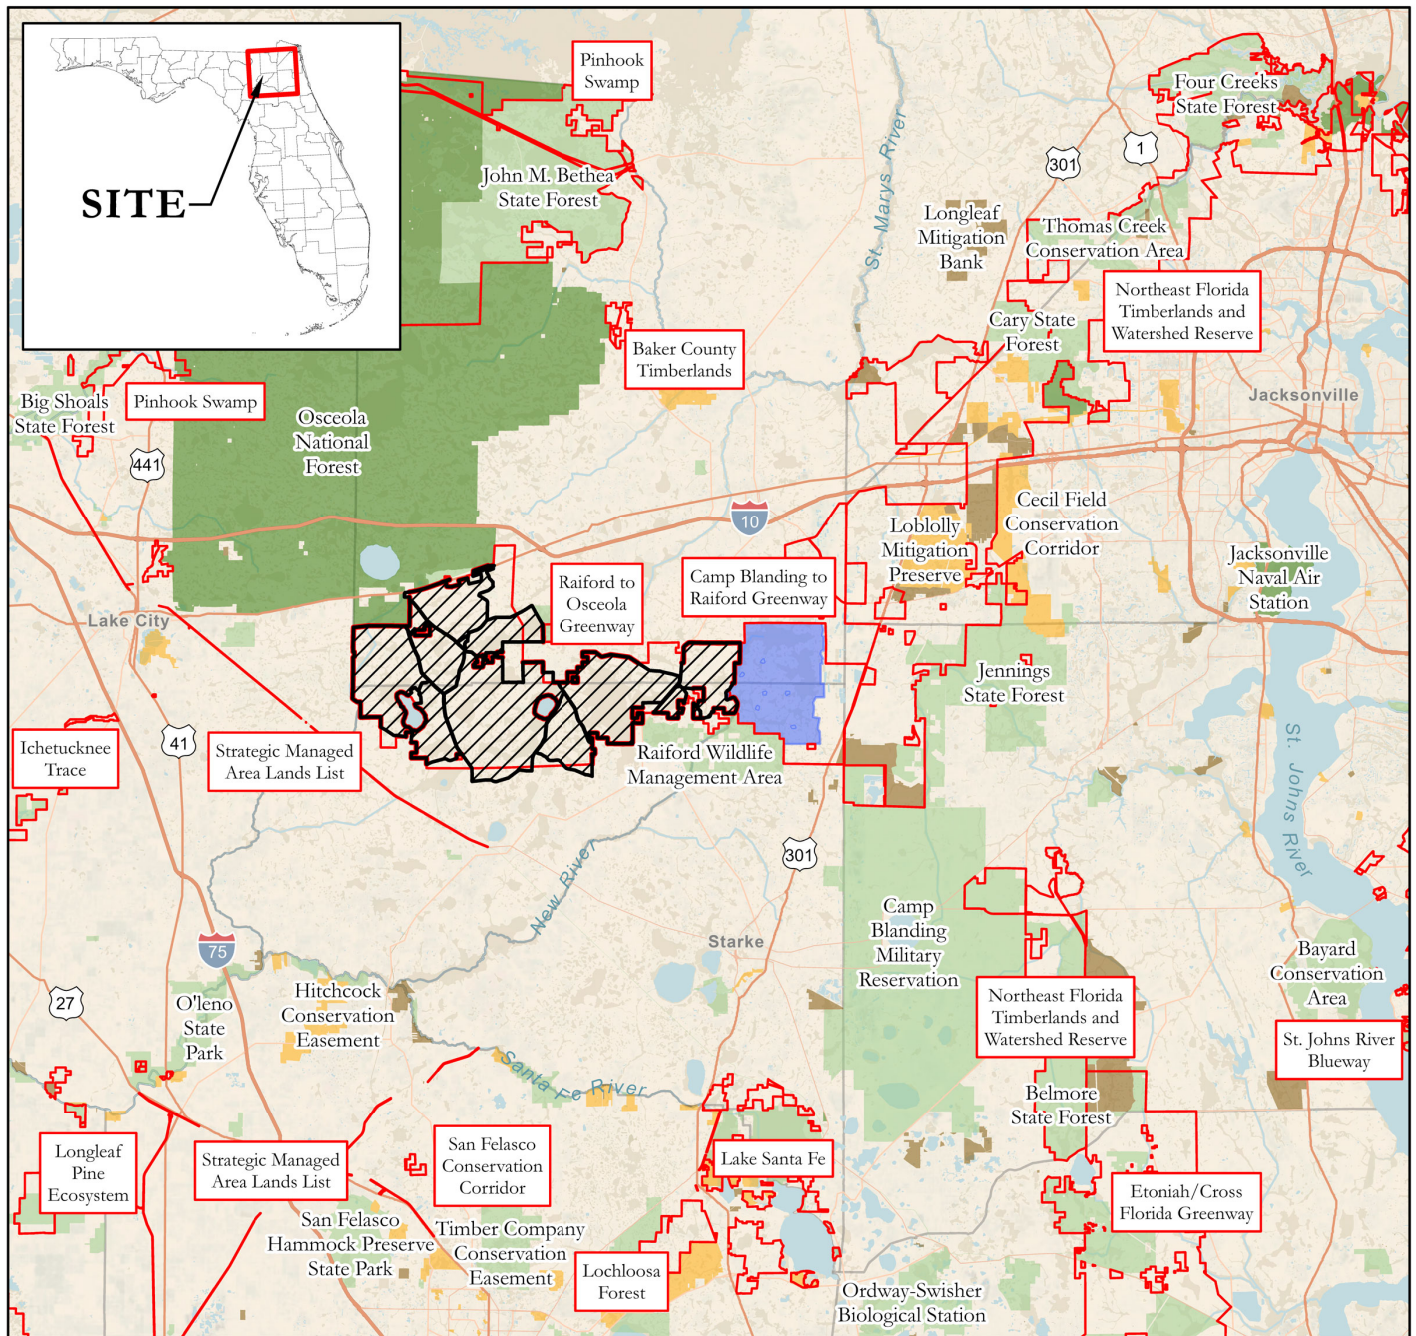 SITE
Pinhook
Swamp
Four Creeks
State Forest
1
301
St. Marys River
John M. Bethea
State Forest
Longleaf
Mitigation
Bank
Thomas Creek
Conservation Area
Northeast Florida
Timberlands and
Watershed Reserve
Cary State
Forest
Baker County
Timberlands
Big Shoals
State Forest
Pinhook Swamp
Osceola
National
Forest
Jacksonville
441
10
Loblolly
Mitigation
Preserve
Cecil Field
Conservation
Corridor
Jacksonville
Naval Air
Station
Raiford to
Osceola
Greenway
Camp Blanding to
Raiford Greenway
Lake City
Jennings
State Forest
Ichetucknee
Trace
41
Strategic Managed
Area Lands List
Raiford Wildlife
Management Area
St. Johns River
301
New River
Starke
Camp
Blanding
Military
Reservation
75
Bayard
Conservation
Area
27
O'leno
State
Park
Hitchcock
Conservation
Easement
Northeast Florida
Timberlands and
Watershed Reserve
St. Johns River
Blueway
Santa Fe River
Belmore
State Forest
Longleaf
Pine
Ecosystem
Strategic Managed
Area Lands List
San Felasco
Conservation
Corridor
Lake Santa Fe
Etoniah/Cross
Florida Greenway
San Felasco
Hammock Preserve
State Park
Timber Company
Conservation
Easement
Lochloosa
Forest
Ordway-Swisher
Biological Station